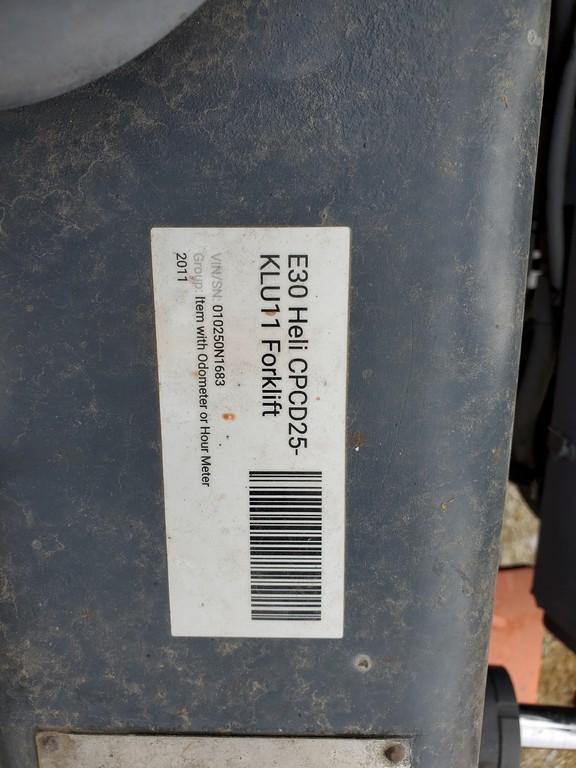 E30 Heli CPCD25-
KLU11 Forklift
VIN/SN: 010250N1683
Group: Item with Odometer or Hour Meter
2011